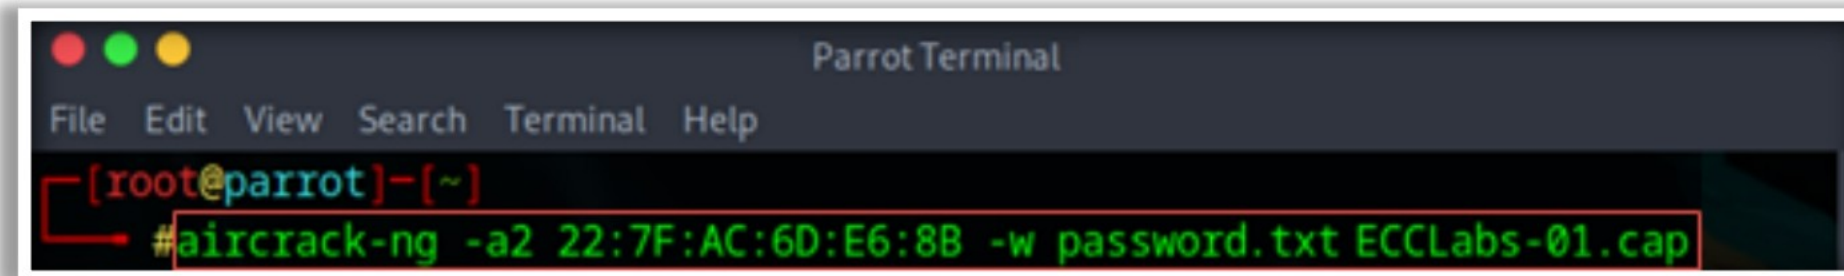 Parrot Terminal
File Edit View Search Terminal Help
[root@parrot]─[~]
#aircrack-ng -a2 22:7F:AC:6D:E6:8B -w password.txt ECCLabs-01.cap